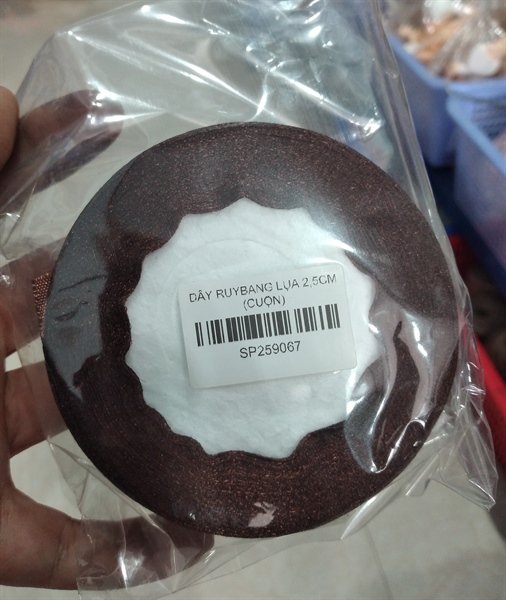 DÂY RUYBANG LỤA 2,5CM
(CUỘN)
SP259067